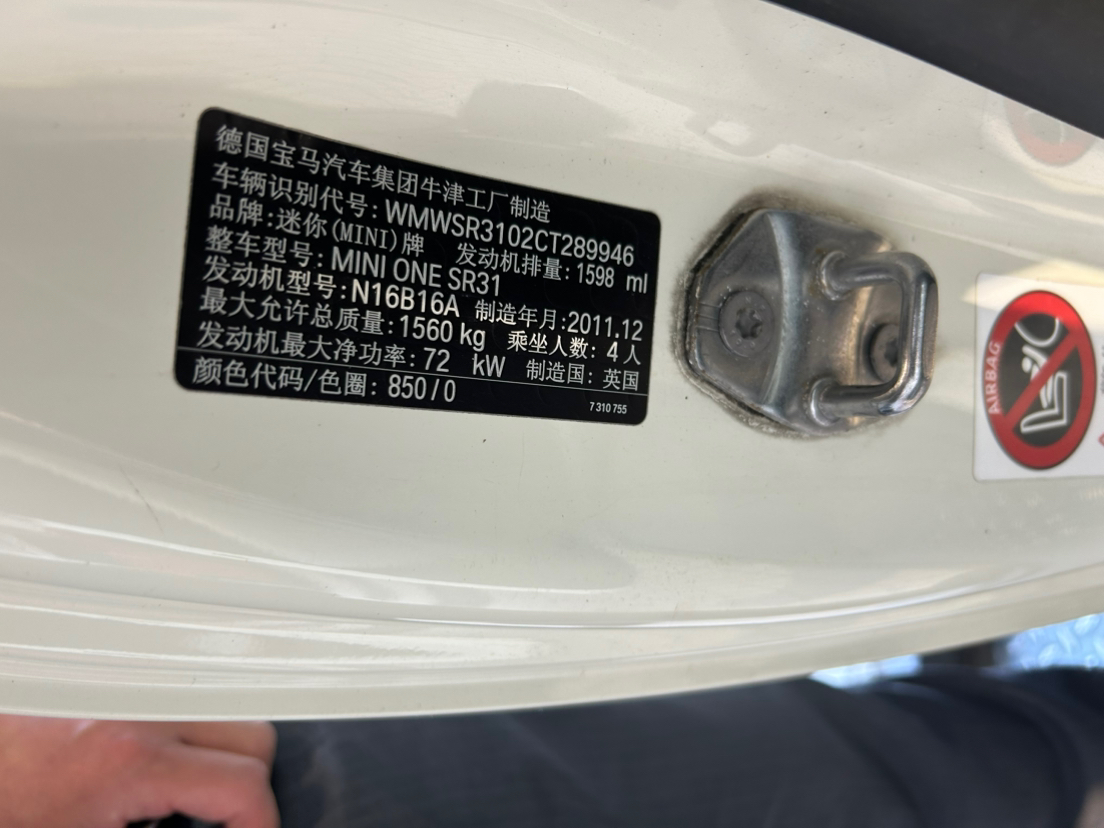 德国宝马汽车集团牛津工厂制造
车辆识别代号: WMWSR3102CT289946
品牌:迷你(MINI)牌 发动机排量: 1598 ml
整车型号: MINI ONE SR31
发动机型号: N16B16A 制造年月:2011.12
最大允许总质量: 1560 kg 乘坐人数: 4 人
发动机最大净功率: 72 kW 制造国: 英国
颜色代码/色圈: 850/0
7 310 755
AIRBAG